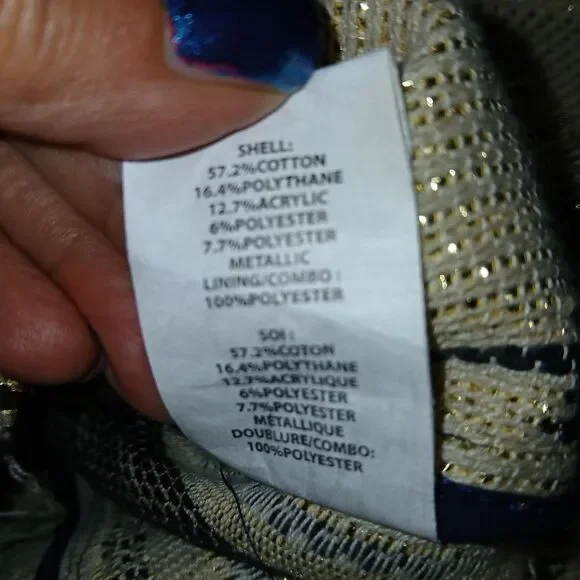 SHELL:
57.2%COTTON
16.4%POLYTHANE
12.7%ACRYLIC
6%POLYESTER
7.7%POLYESTER
METALLIC
LINING/COMBO :
100%POLYESTER
SOI :
57.2%COTON
16.4%POLYTHANE
12.7%ACRYLIQUE
6%POLYESTER
7.7%POLYESTER
MÉTALLIQUE
DOUBLURE/COMBO:
100%POLYESTER